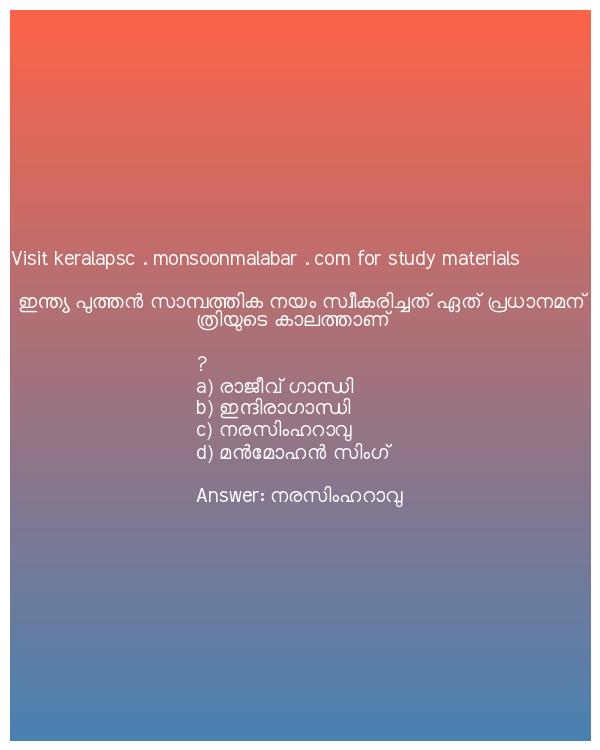 Visit keralapsc . monsoonmalabar . com for study materials
ഇന്ത്യ പുത്തൻ സാമ്പത്തിക നയം സ്വീകരിച്ചത് ഏത് പ്രധാനമന്
ത്രിയുടെ കാലത്താണ്
?
a) രാജീവ് ഗാന്ധി
b) ഇന്ദിരാഗാന്ധി
c) നരസിംഹറാവു
d) മൻമോഹൻ സിംഗ്
Answer: നരസിംഹറാവു